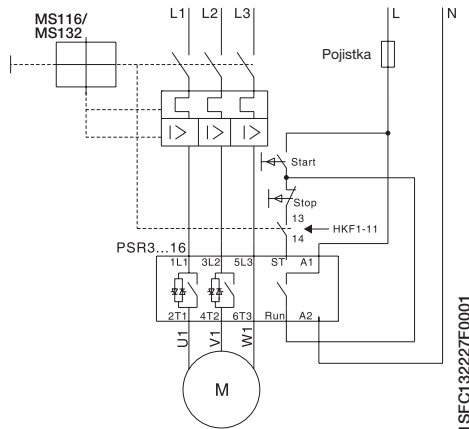 MS116/
MS132
L1 L2 L3 L N
Pojistka
I> I> I>
Start
Stop
13
14
HKF1-11
PSR3...16
1L1 3L2 5L3 ST A1
2T1 4T2 6T3 Run A2
U1 V1 W1
M